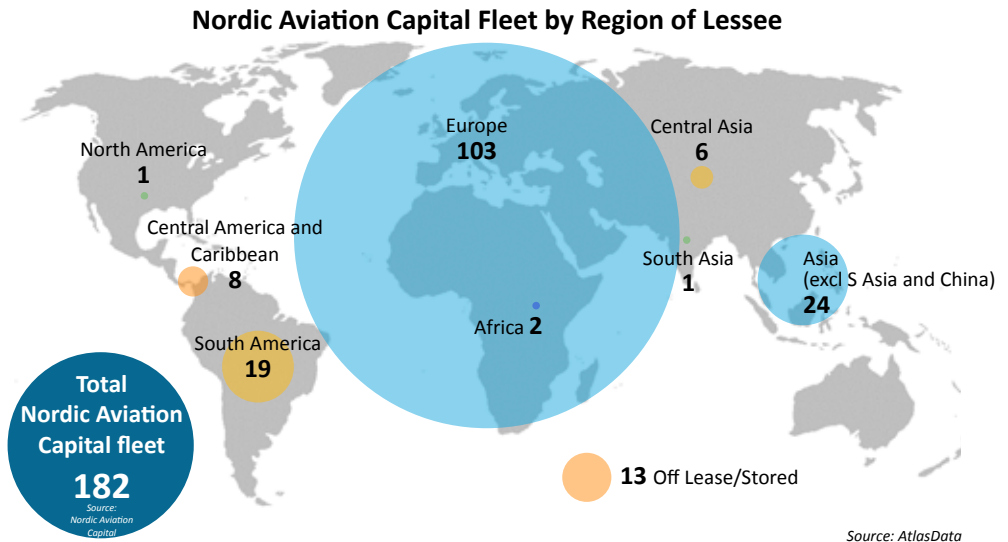 Nordic Aviation Capital Fleet by Region of Lessee
Europe
103
Central Asia
6
North America
1
Central America and
Caribbean
8
South Asia
1
Asia
(excl S Asia and China)
24
Africa 2
South America
19
Total
Nordic Aviation
Capital fleet
182
Source:
Nordic Aviation
Capital
13 Off Lease/Stored
Source: AtlasData